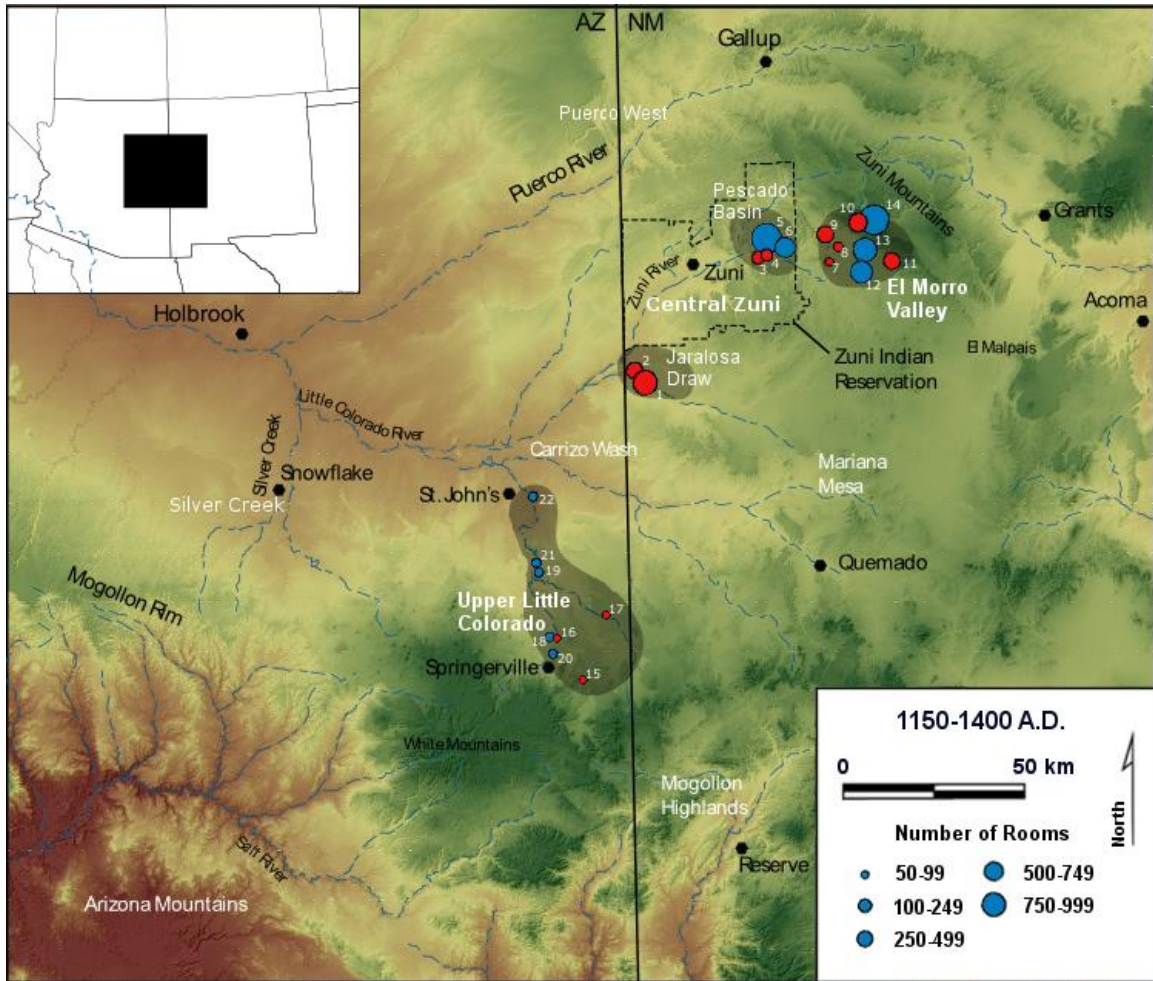 AZ
NM
Gallup
Puerco West
Puerco River
Zuni Mountains
Pescado
Basin
5
6
3
4
10
14
9
8
13
7
11
12
Grants
Zuni River
Zuni
Central Zuni
El Morro
Valley
Acoma
Holbrook
El Malpais
Zuni Indian
Reservation
2
Jaralosa
Draw
1
Little Colorado River
Carrizo Wash
Silver Creek
Snowflake
Silver Creek
St. John's
22
Mariana
Mesa
Quemado
21
19
Mogollon Rim
Upper Little
Colorado
17
18
16
20
Springerville
15
White Mountains
Mogollon
Highlands
Salt River
Reserve
Arizona Mountains
1150-1400 A.D.
0
50 km
North
Number of Rooms
50-99
500-749
100-249
750-999
250-499